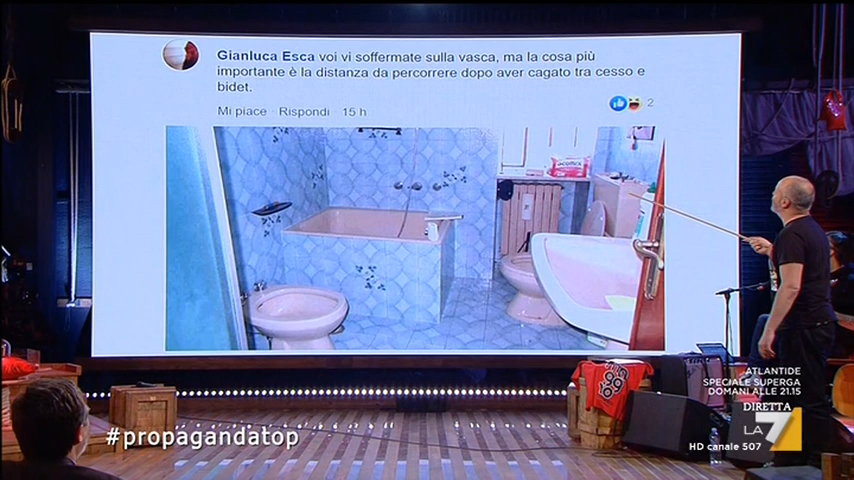 Gianluca Esca voi vi soffermate sulla vasca, ma la cosa più
importante è la distanza da percorrere dopo aver cagato tra cesso e
bidet.
2
Mi piace · Rispondi · 15 h
ATLANTIDE
SPECIALE SUPERGA
DOMANI ALLE 21.15
DIRETTA
LA7
HD canale 507
#propagandatop